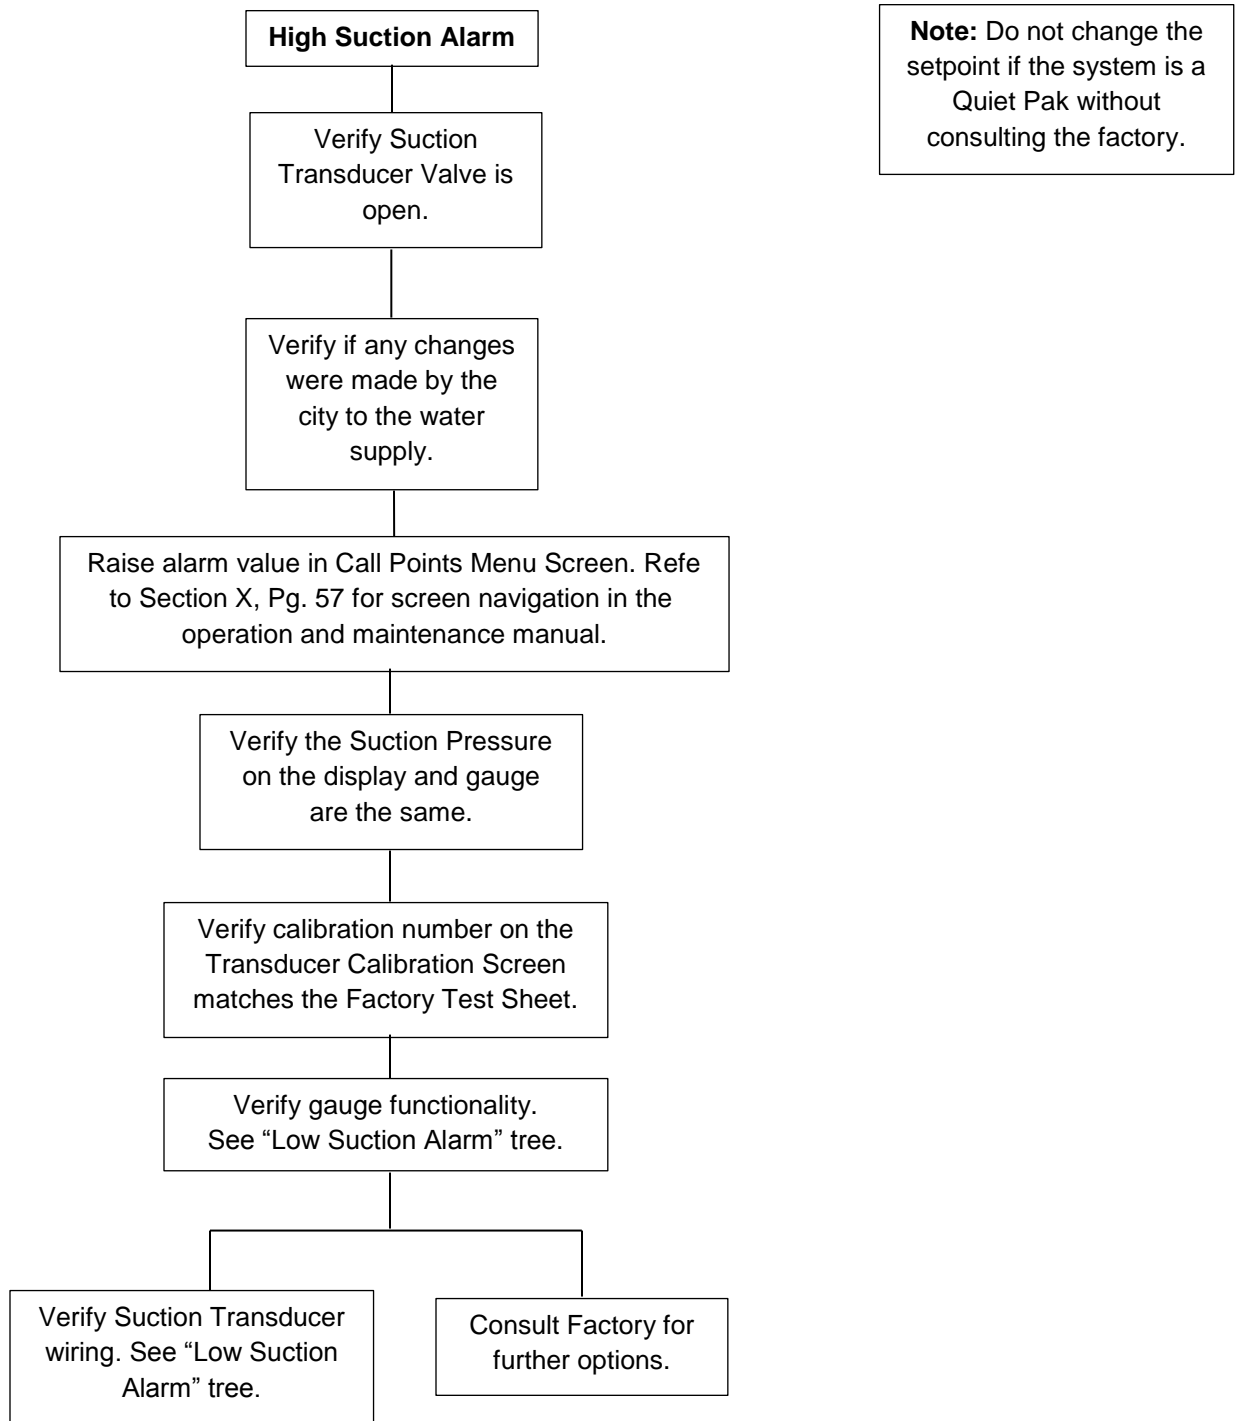 High Suction Alarm
Note: Do not change the
setpoint if the system is a
Quiet Pak without
consulting the factory.
Verify Suction
Transducer Valve is
open.
Verify if any changes
were made by the
city to the water
supply.
Raise alarm value in Call Points Menu Screen. Refe
to Section X, Pg. 57 for screen navigation in the
operation and maintenance manual.
Verify the Suction Pressure
on the display and gauge
are the same.
Verify calibration number on the
Transducer Calibration Screen
matches the Factory Test Sheet.
Verify gauge functionality.
See “Low Suction Alarm” tree.
Verify Suction Transducer
wiring. See “Low Suction
Alarm” tree.
Consult Factory for
further options.